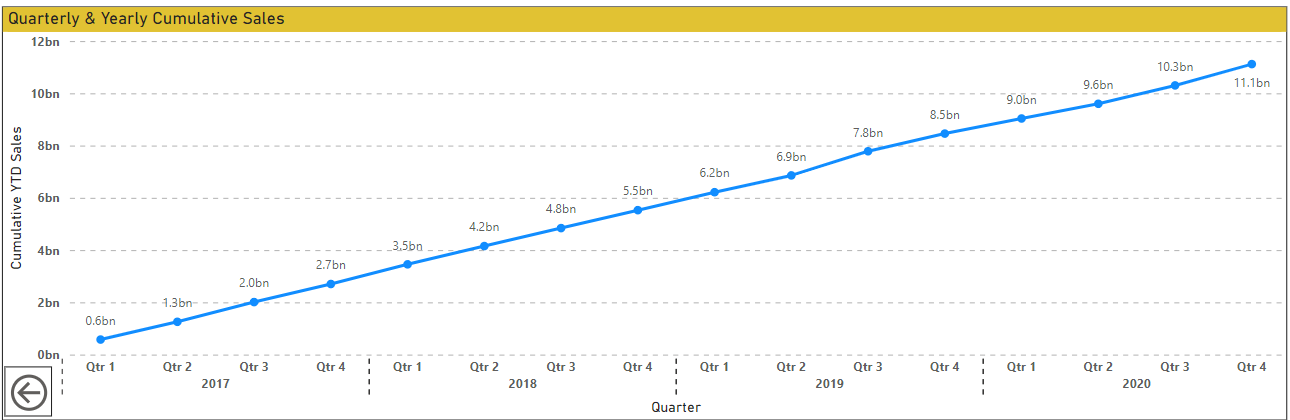 Quarterly & Yearly Cumulative Sales
12bn
10bn
8bn
6bn
4bn
2bn
0bn
Cumulative YTD Sales
0.6bn
1.3bn
2.0bn
2.7bn
3.5bn
4.2bn
4.8bn
5.5bn
6.2bn
6.9bn
7.8bn
8.5bn
9.0bn
9.6bn
10.3bn
11.1bn
Qtr 1 Qtr 2 Qtr 3 Qtr 4 Qtr 1 Qtr 2 Qtr 3 Qtr 4 Qtr 1 Qtr 2 Qtr 3 Qtr 4 Qtr 1 Qtr 2 Qtr 3 Qtr 4
2017 2018 2019 2020
Quarter